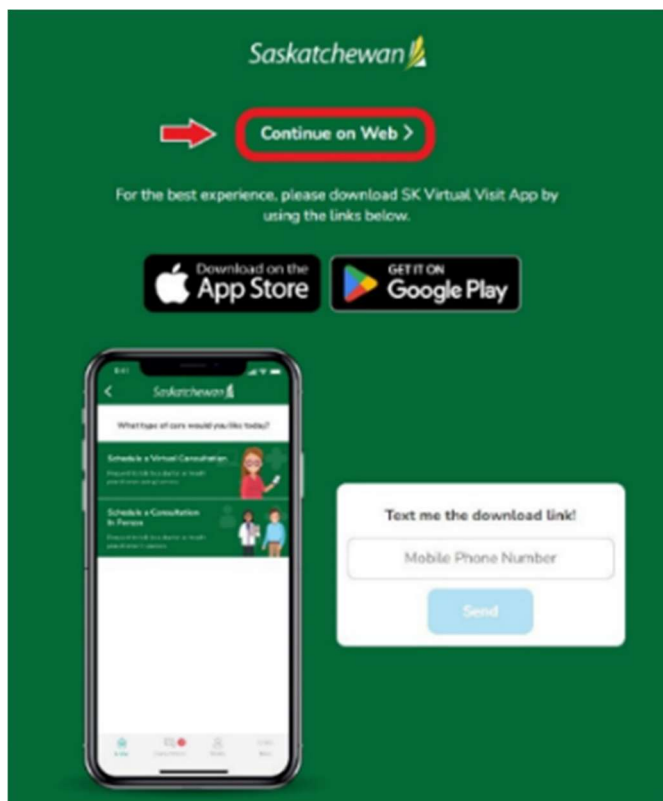 Saskatchewan
Continue on Web >
For the best experience, please download SK Virtual Visit App by
using the links below.
Download on the
App Store
GET IT ON
Google Play
Saskatchewan
What type of care would you like today?
Schedule a Virtual Consultation
Schedule a Consultation
In Person
Text me the download link!
Mobile Phone Number
Send